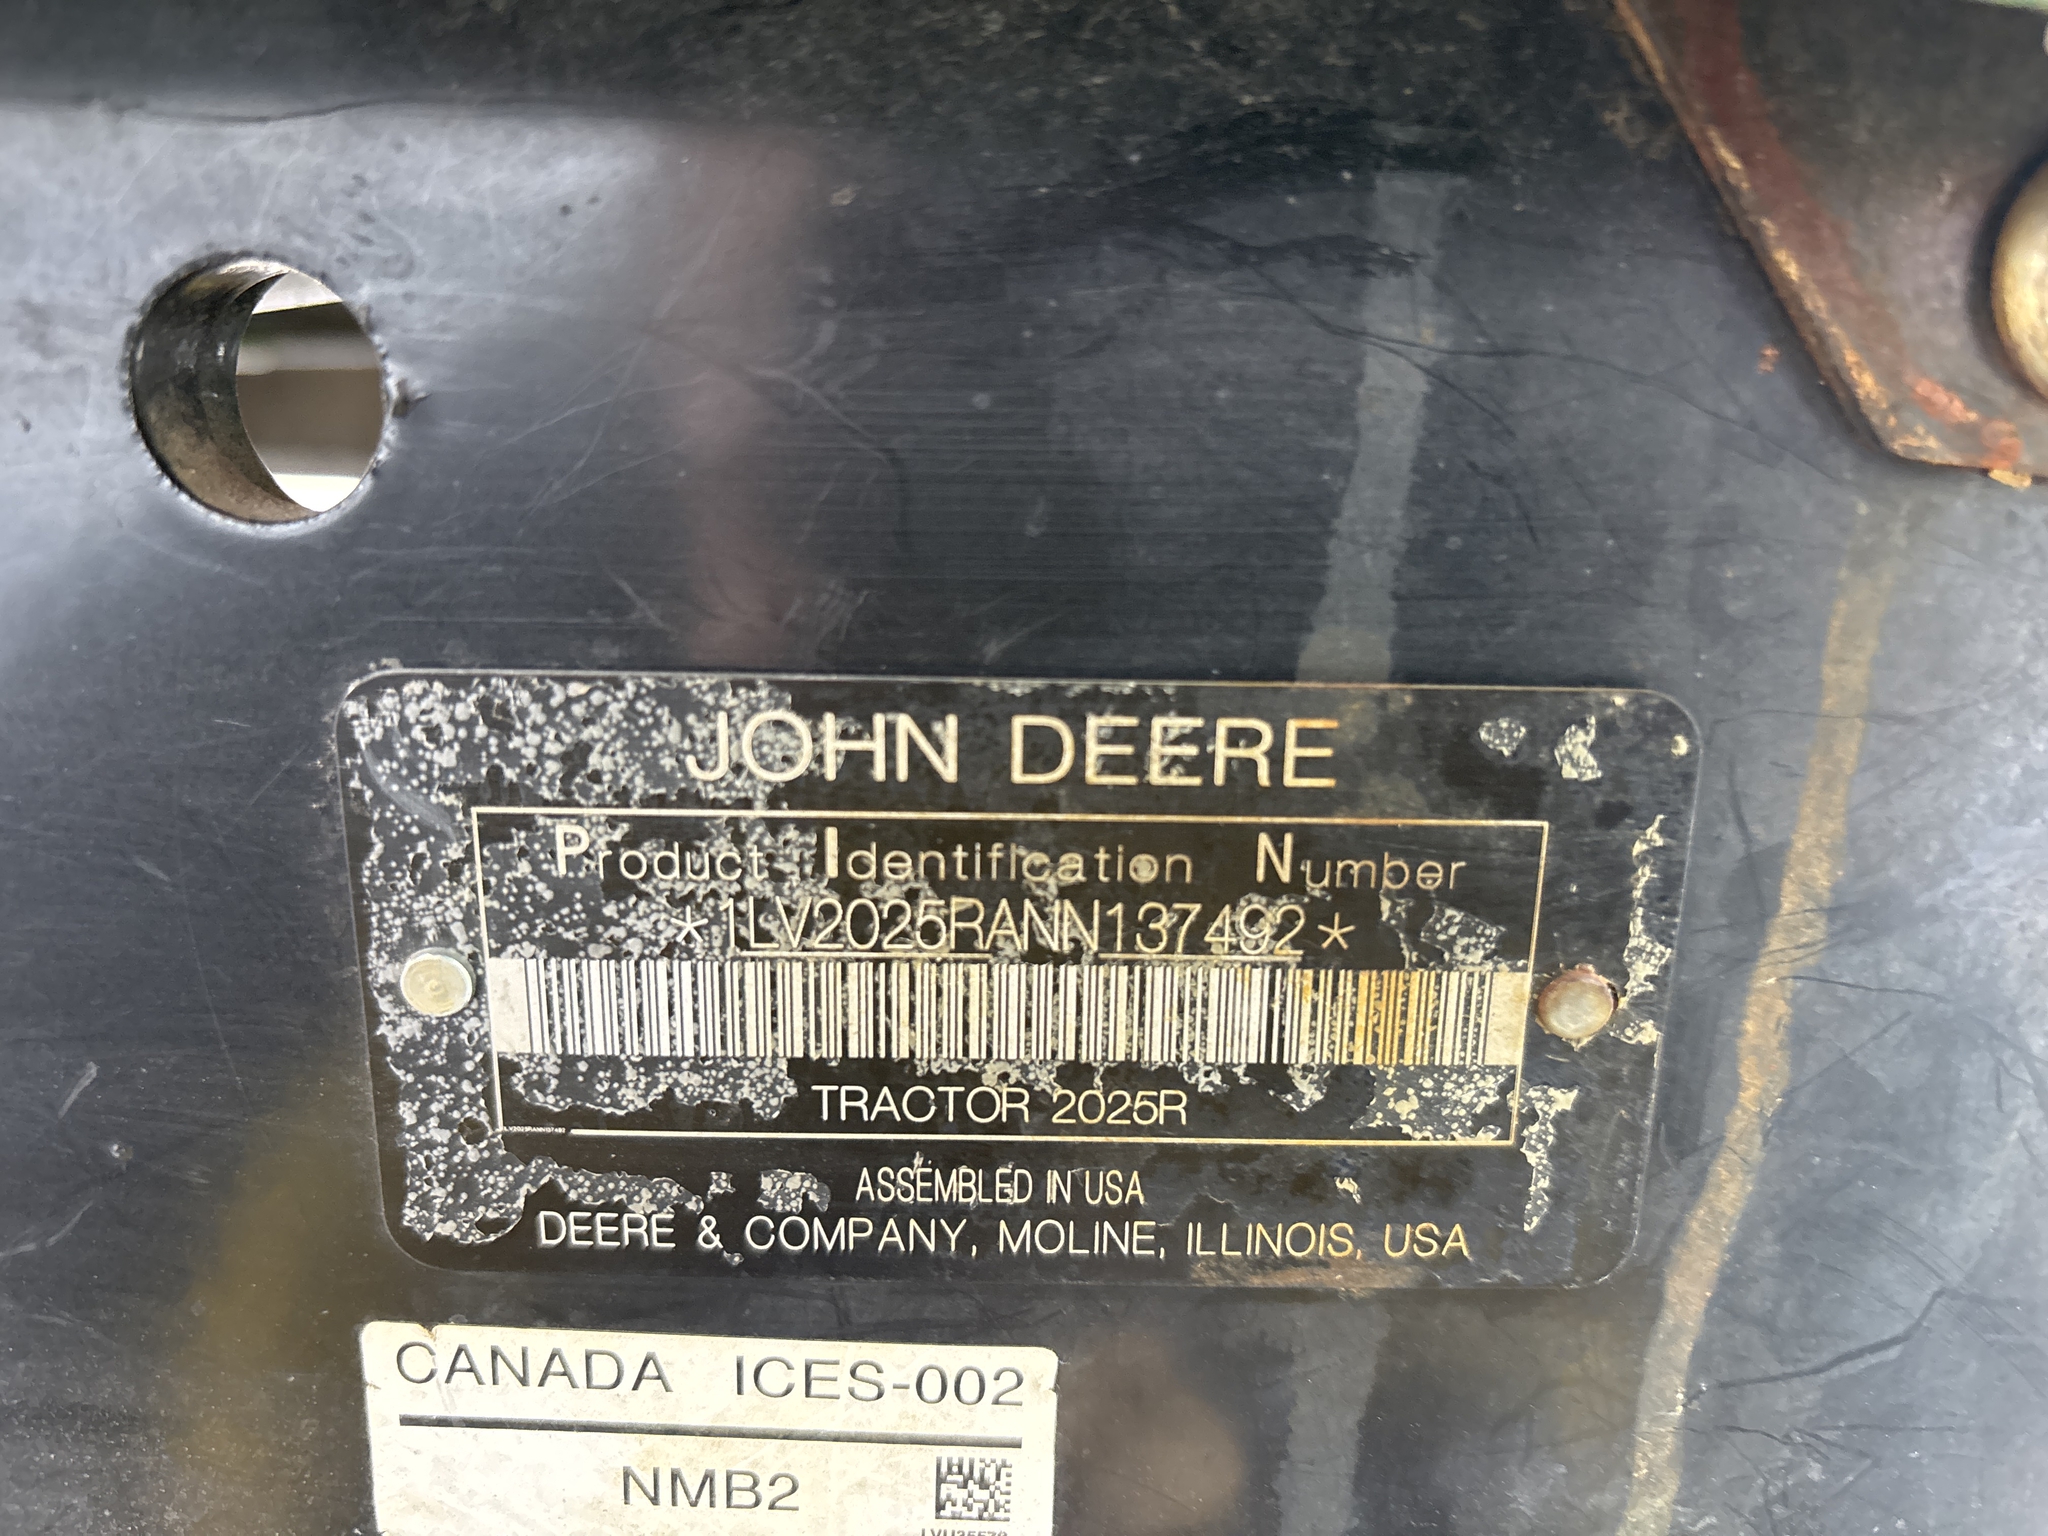 JOHN DEERE
Product Identification Number
*1LV2025RANN137492*
TRACTOR 2025R
1LV2025RANN137492
ASSEMBLED IN USA
DEERE & COMPANY, MOLINE, ILLINOIS, USA
CANADA ICES-002
NMB2